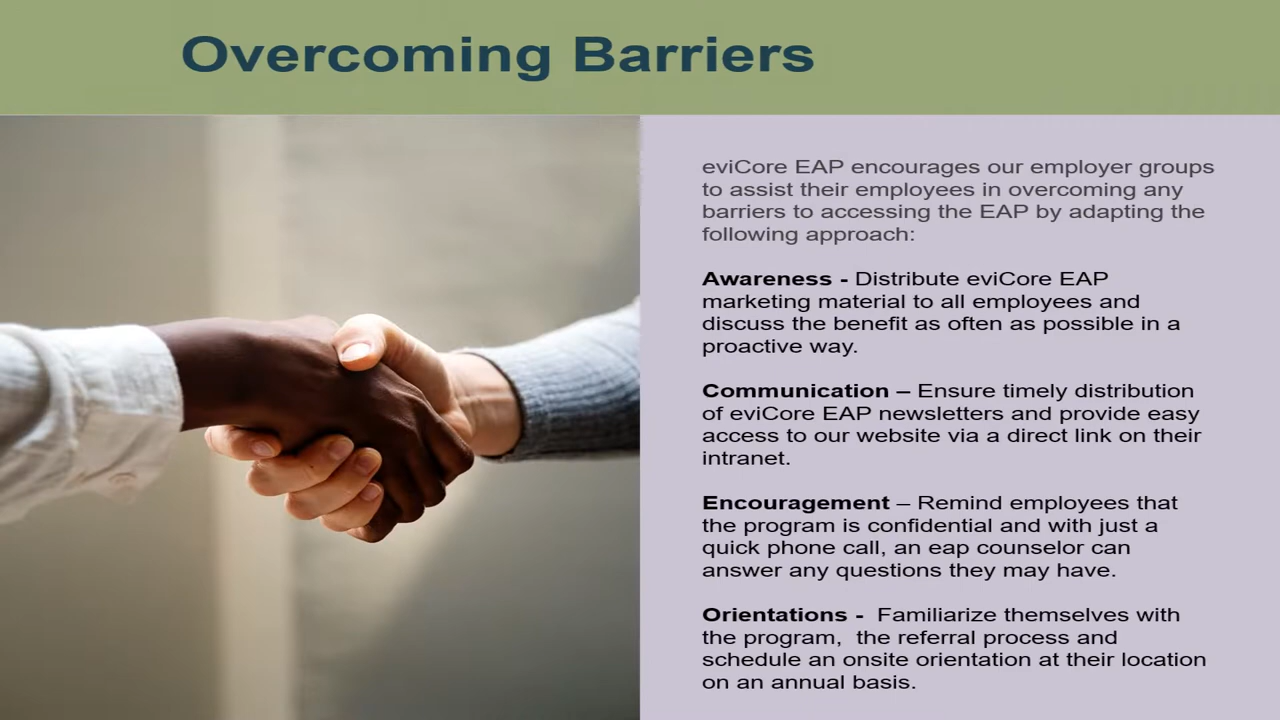 Overcoming Barriers
eviCore EAP encourages our employer groups
to assist their employees in overcoming any
barriers to accessing the EAP by adapting the
following approach:
Awareness - Distribute eviCore EAP
marketing material to all employees and
discuss the benefit as often as possible in a
proactive way.
Communication – Ensure timely distribution
of eviCore EAP newsletters and provide easy
access to our website via a direct link on their
intranet.
Encouragement – Remind employees that
the program is confidential and with just a
quick phone call, an eap counselor can
answer any questions they may have.
Orientations -  Familiarize themselves with
the program,  the referral process and
schedule an onsite orientation at their location
on an annual basis.